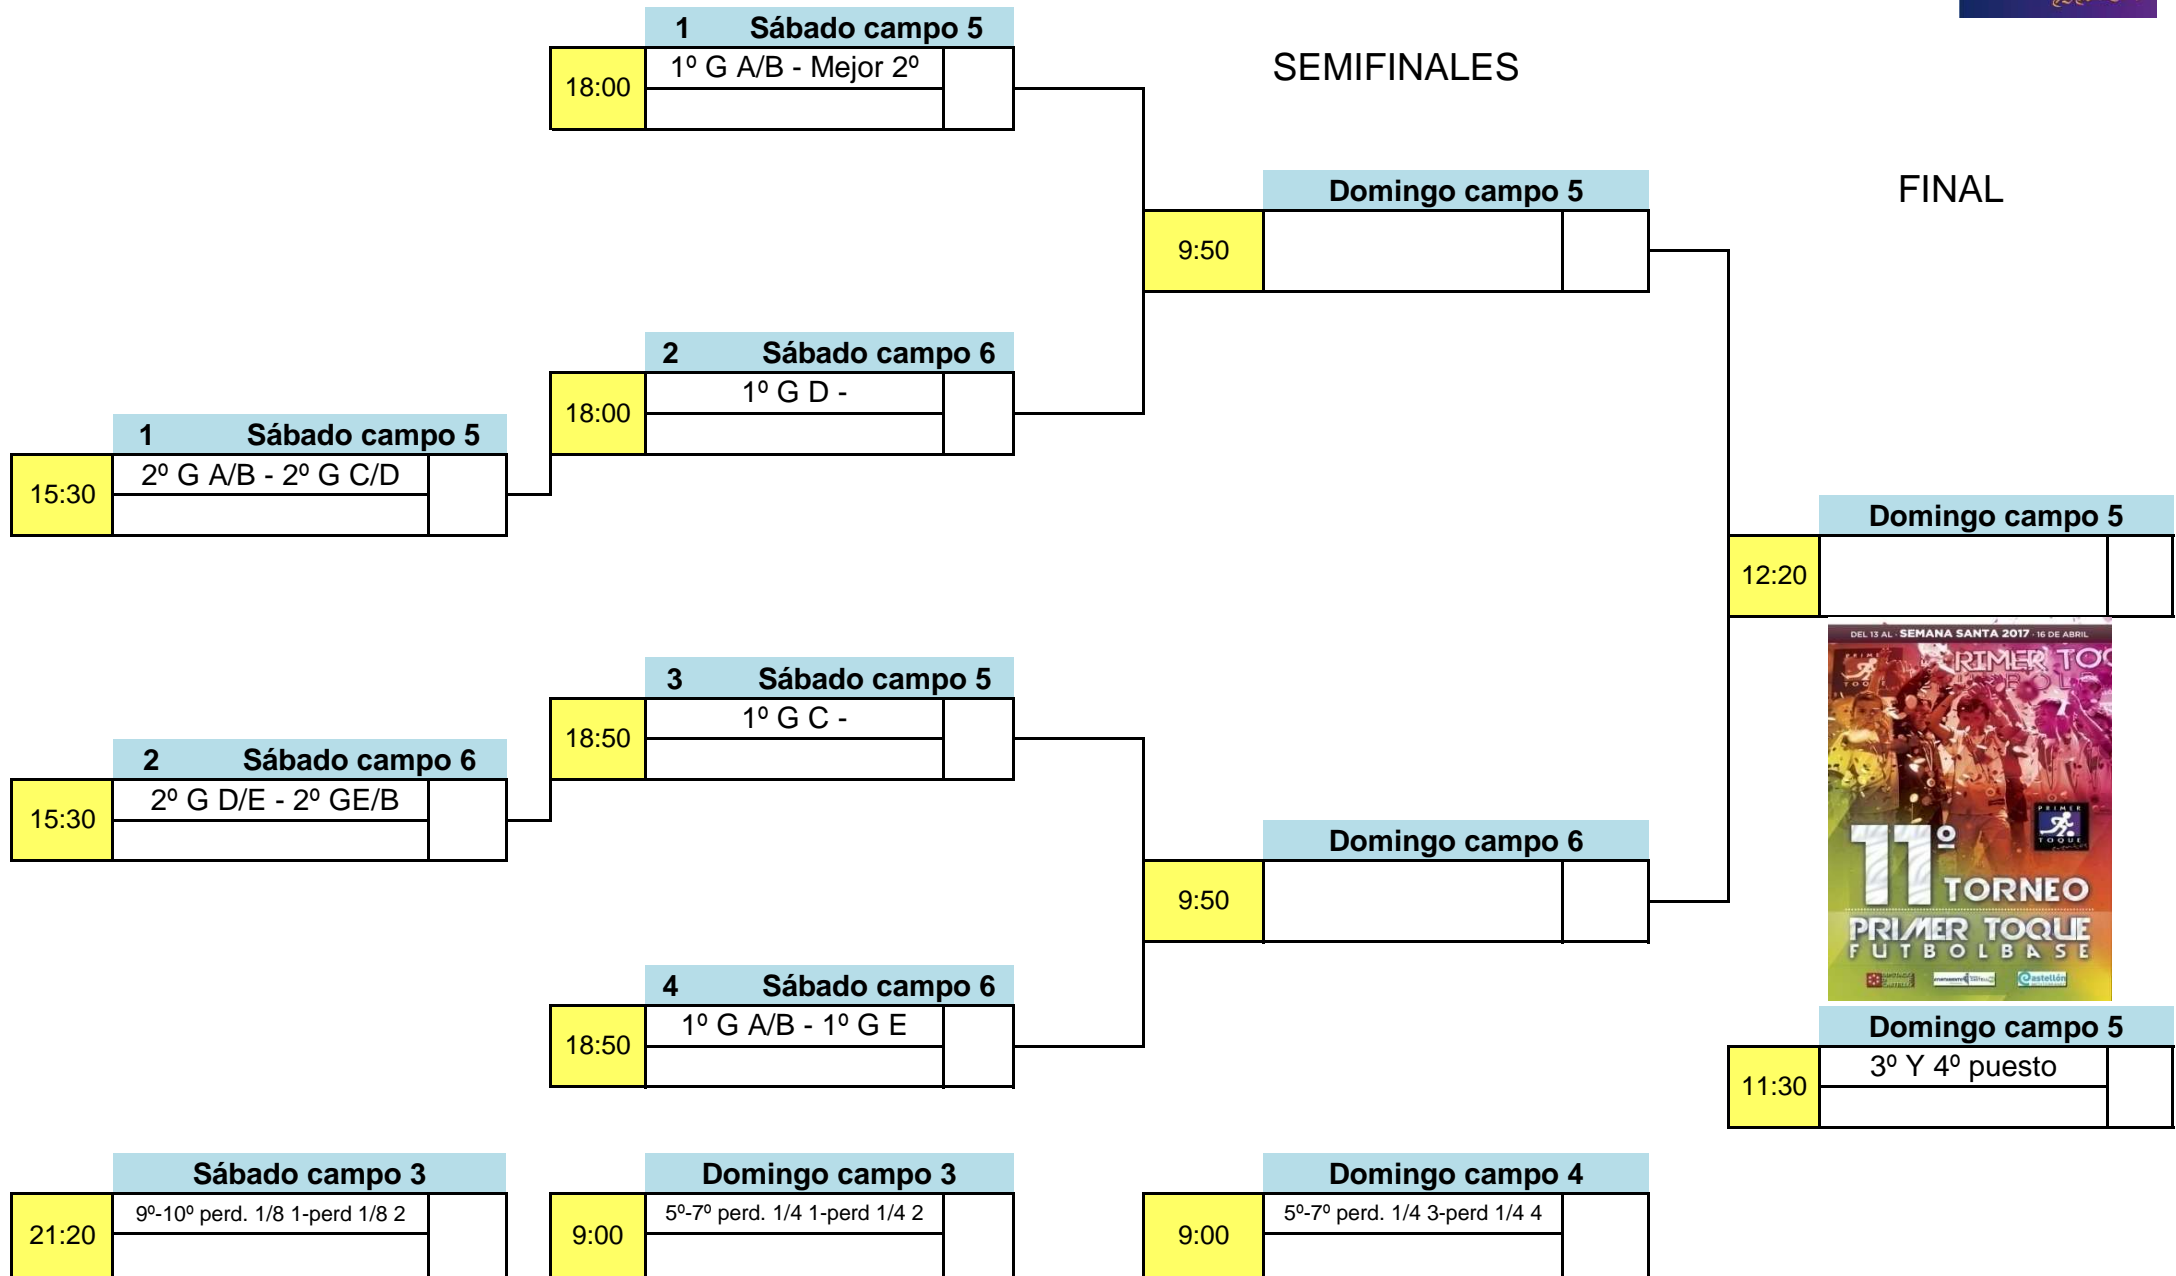 1 Sábado campo 5
18:00
1º G A/B - Mejor 2º
SEMIFINALES
Domingo campo 5
9:50
FINAL
2 Sábado campo 6
18:00
1º G D -
1 Sábado campo 5
15:30
2º G A/B - 2º G C/D
Domingo campo 5
12:20
DEL 13 AL · SEMANA SANTA 2017 · 16 DE ABRIL
3 Sábado campo 5
18:50
1º G C -
2 Sábado campo 6
15:30
2º G D/E - 2º GE/B
Domingo campo 6
9:50
PRIMER
TOQUE
11º
TORNEO
PRIMER TOQUE
FUTBOLBASE
Castellón
4 Sábado campo 6
18:50
1º G A/B - 1º G E
Domingo campo 5
11:30
3º Y 4º puesto
Sábado campo 3
21:20
9º-10º perd. 1/8 1-perd 1/8 2
Domingo campo 3
9:00
5º-7º perd. 1/4 1-perd 1/4 2
Domingo campo 4
9:00
5º-7º perd. 1/4 3-perd 1/4 4